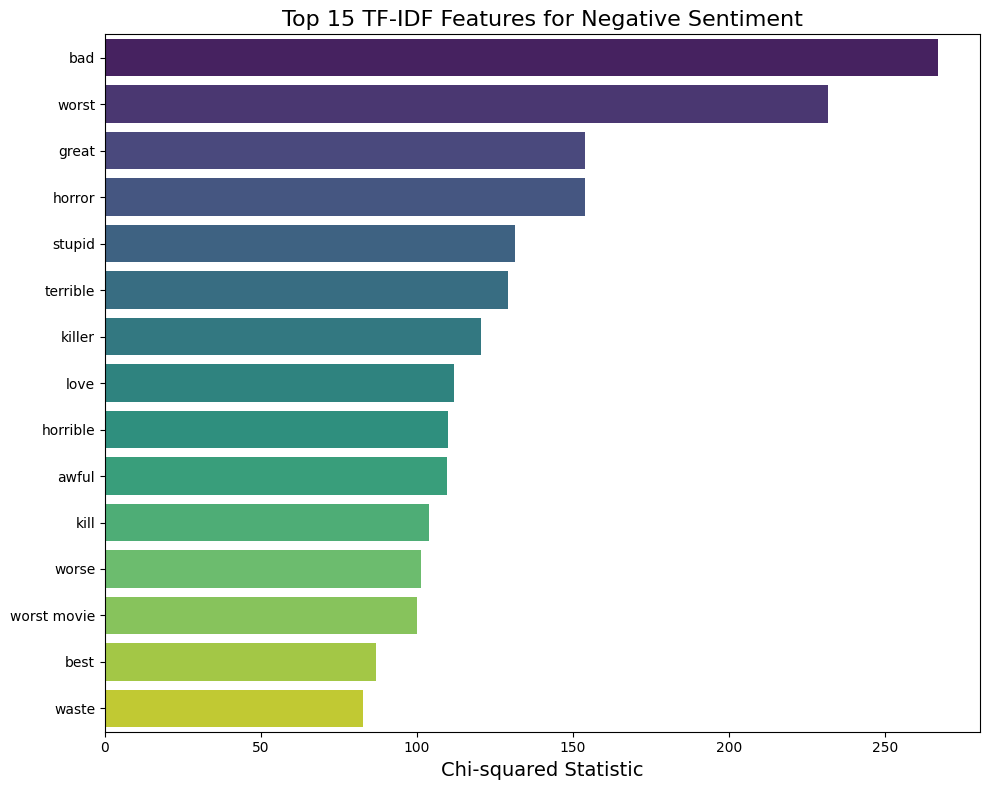 Top 15 TF-IDF Features for Negative Sentiment
bad
worst
great
horror
stupid
terrible
killer
love
horrible
awful
kill
worse
worst movie
best
waste
0 50 100 150 200 250
Chi-squared Statistic